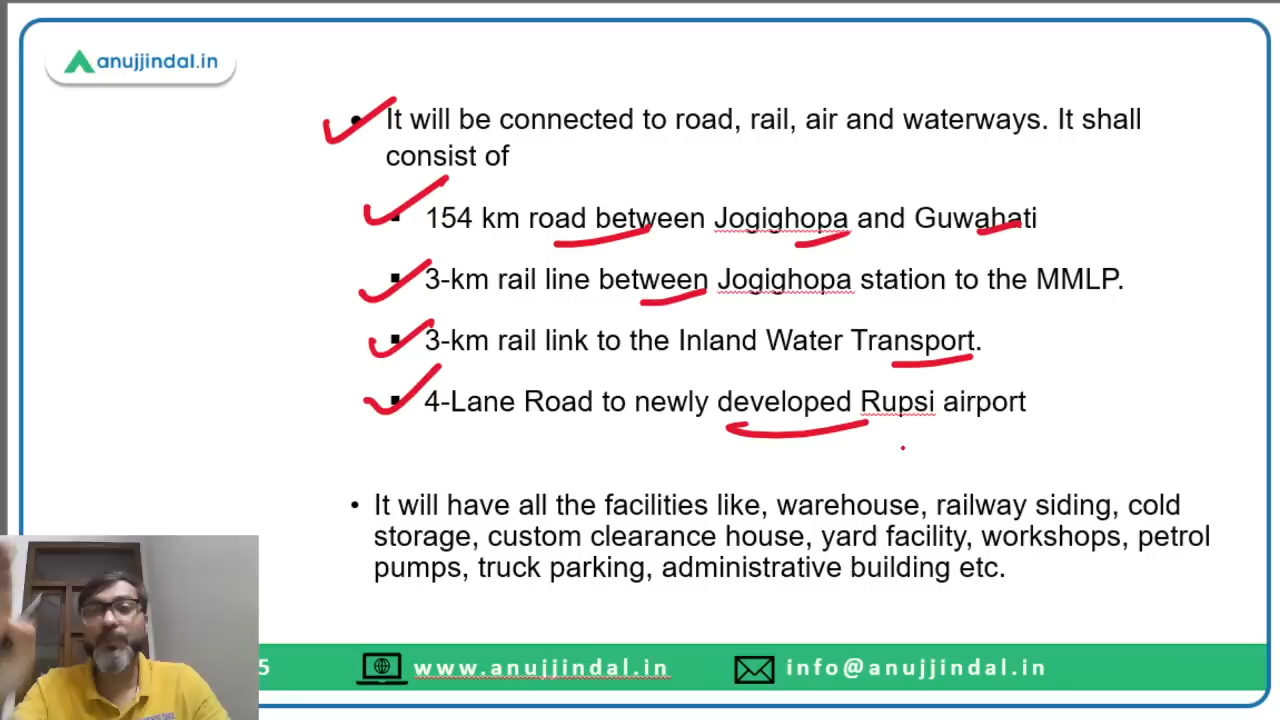 anujjindal.in
• It will be connected to road, rail, air and waterways. It shall
consist of
▪ 154 km road between Jogighopa and Guwahati
▪ 3-km rail line between Jogighopa station to the MMLP.
▪ 3-km rail link to the Inland Water Transport.
▪ 4-Lane Road to newly developed Rupsi airport
• It will have all the facilities like, warehouse, railway siding, cold
storage, custom clearance house, yard facility, workshops, petrol
pumps, truck parking, administrative building etc.
5 www.anujjindal.in info@anujjindal.in